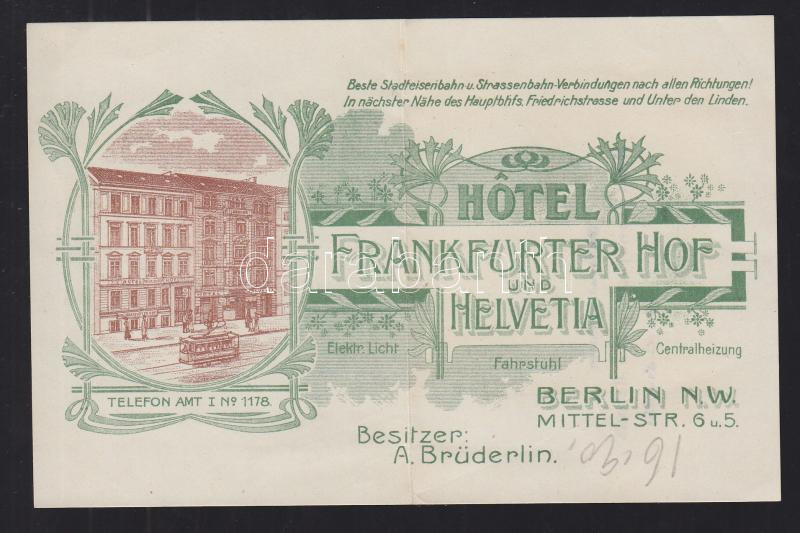 Beste Stadteisenbahn- u. Strassenbahn-Verbindungen nach allen Richtungen!
In nächster Nähe des Hauptbhfs. Friedrichstrasse und Unter den Linden.
HÔTEL
FRANKFURTER HOF
UND
HELVETIA
Elektr. Licht
Fahrstuhl
Centralheizung
TELEFON AMT I Nº 1178.
BERLIN N.W.
MITTEL-STR. 6 u. 5.
Besitzer:
A. Brüderlin.
darabanth